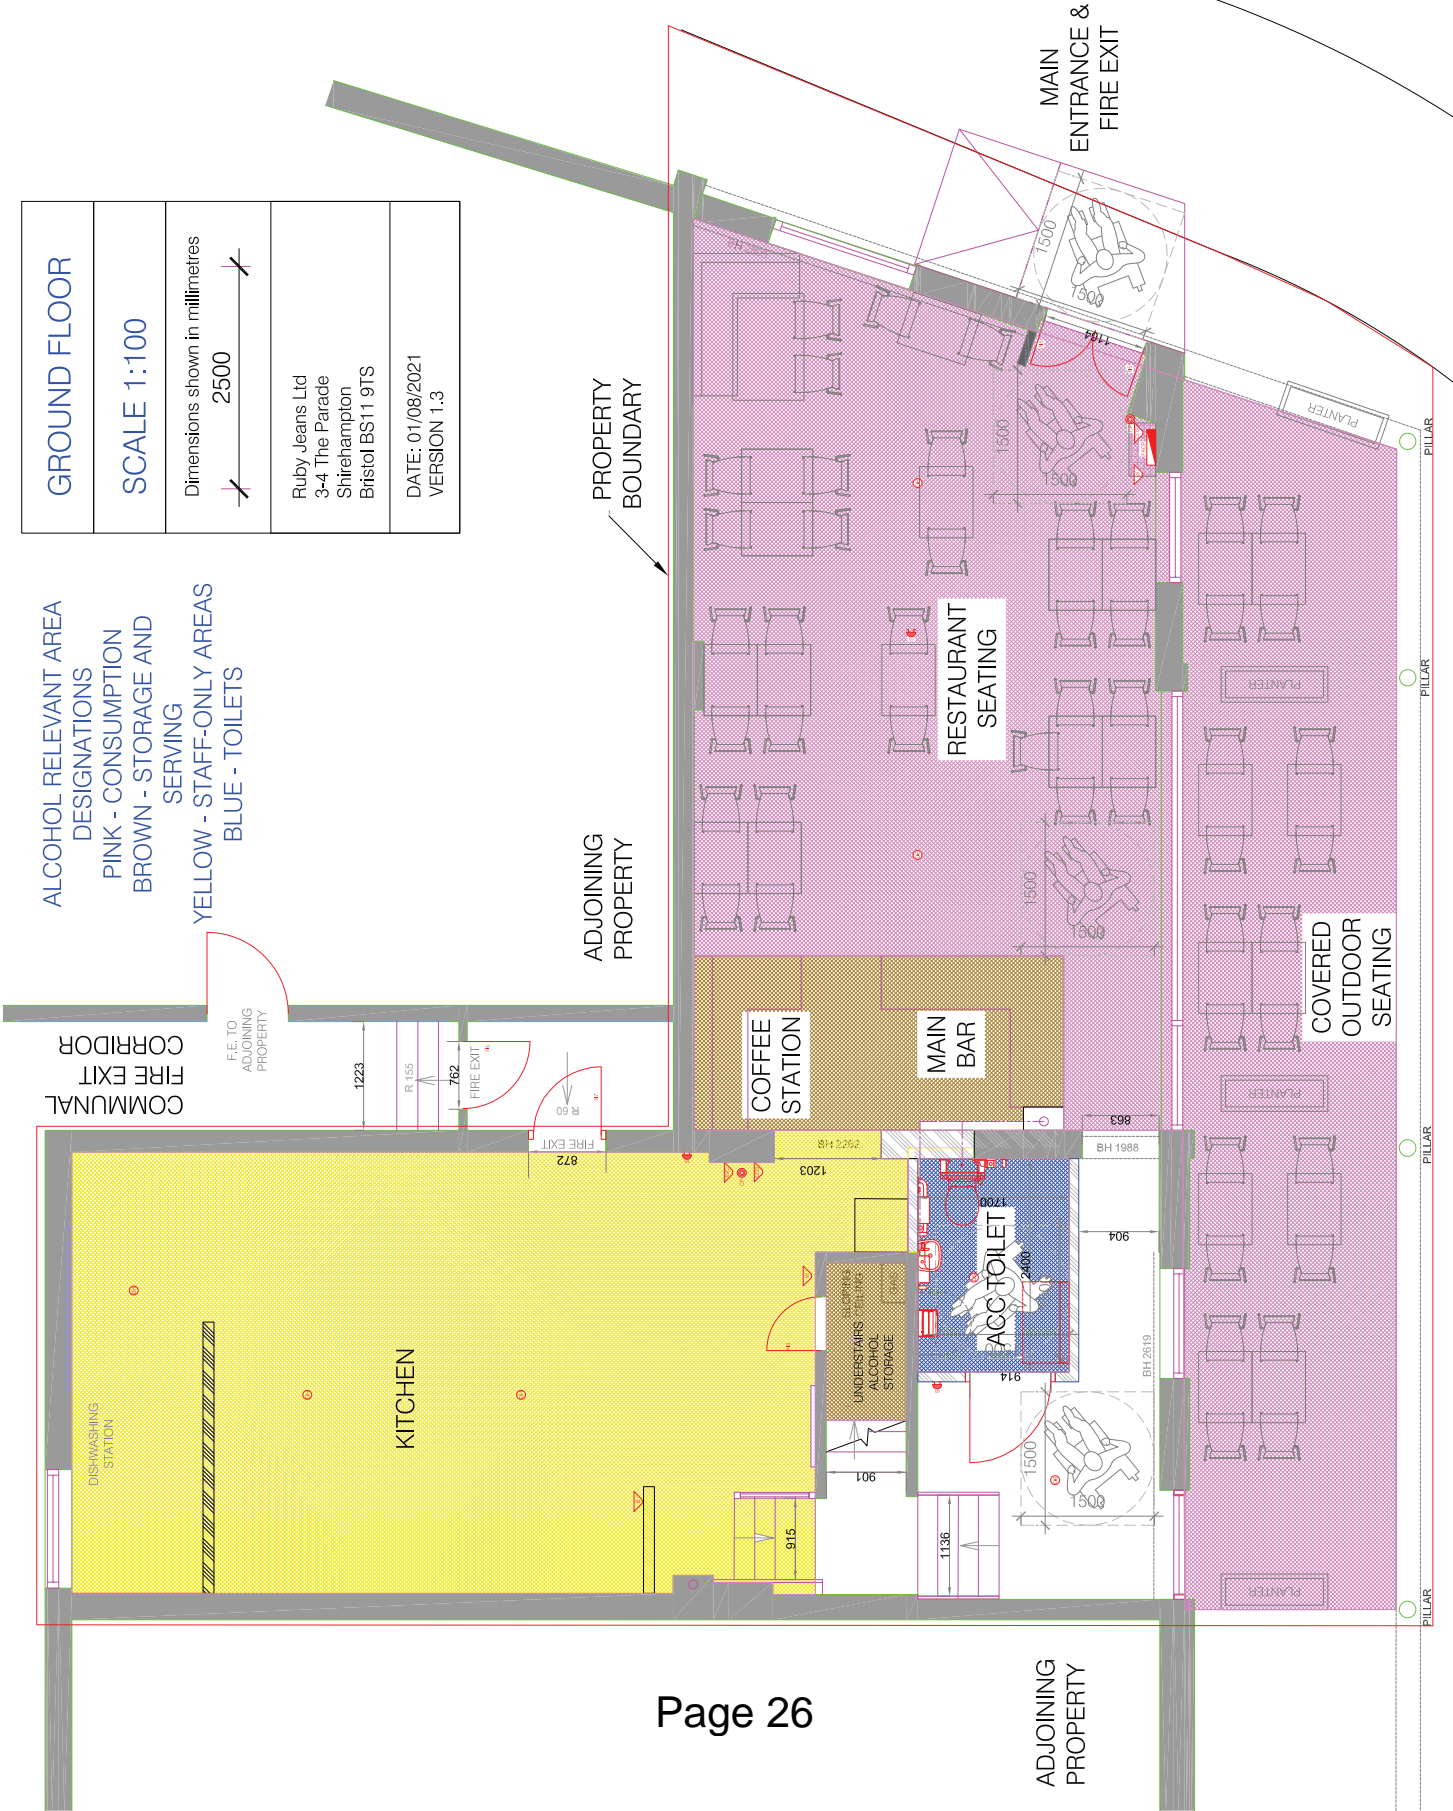 GROUND FLOOR
SCALE 1:100
Dimensions shown in millimetres
2500
Ruby Jeans Ltd
3-4 The Parade
Shirehampton
Bristol BS11 9TS
DATE: 01/08/2021
VERSION 1.3
ALCOHOL RELEVANT AREA
DESIGNATIONS
PINK - CONSUMPTION
BROWN - STORAGE AND
SERVING
YELLOW - STAFF-ONLY AREAS
BLUE - TOILETS
PROPERTY
BOUNDARY
MAIN
ENTRANCE &
FIRE EXIT
ADJOINING
PROPERTY
COMMUNAL
FIRE EXIT
CORRIDOR
F.E. TO
ADJOINING
PROPERTY
1223
R 155
762
FIRE EXIT
R 60
FIRE EXIT
872
RESTAURANT
SEATING
1500
1500
1164
1500
1500
1500
1500
COFFEE
STATION
MAIN
BAR
863
BH 1988
904
BH 2262
1203
KITCHEN
DISHWASHING
STATION
SLOPING
CEILING
GAS
UNDERSTAIRS
ALCOHOL
STORAGE
901
915
1136
ACC TOILET
1700
2400
914
1500
1500
BH 2619
COVERED
OUTDOOR
SEATING
PLANTER
PLANTER
PLANTER
PLANTER
PILLAR
PILLAR
PILLAR
PILLAR
ADJOINING
PROPERTY
Page 26